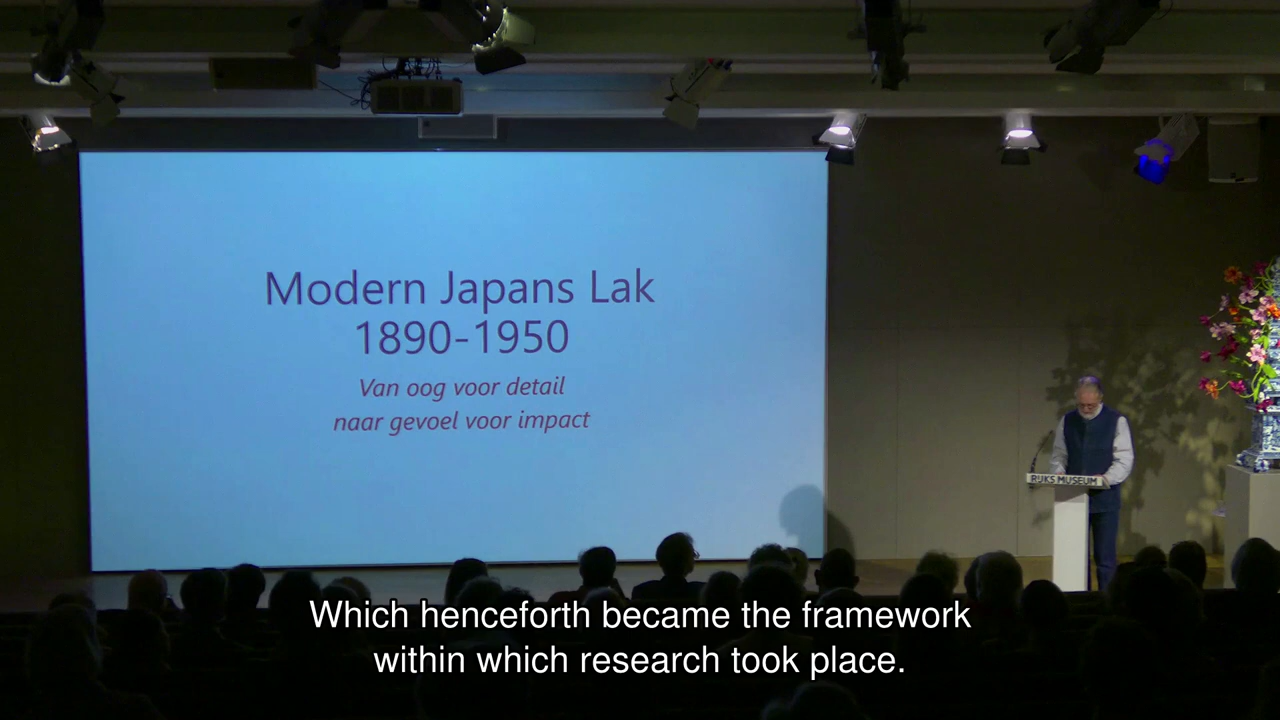 Modern Japans Lak
1890-1950
Van oog voor detail
naar gevoel voor impact
RIJKS MUSEUM
Which henceforth became the framework
within which research took place.